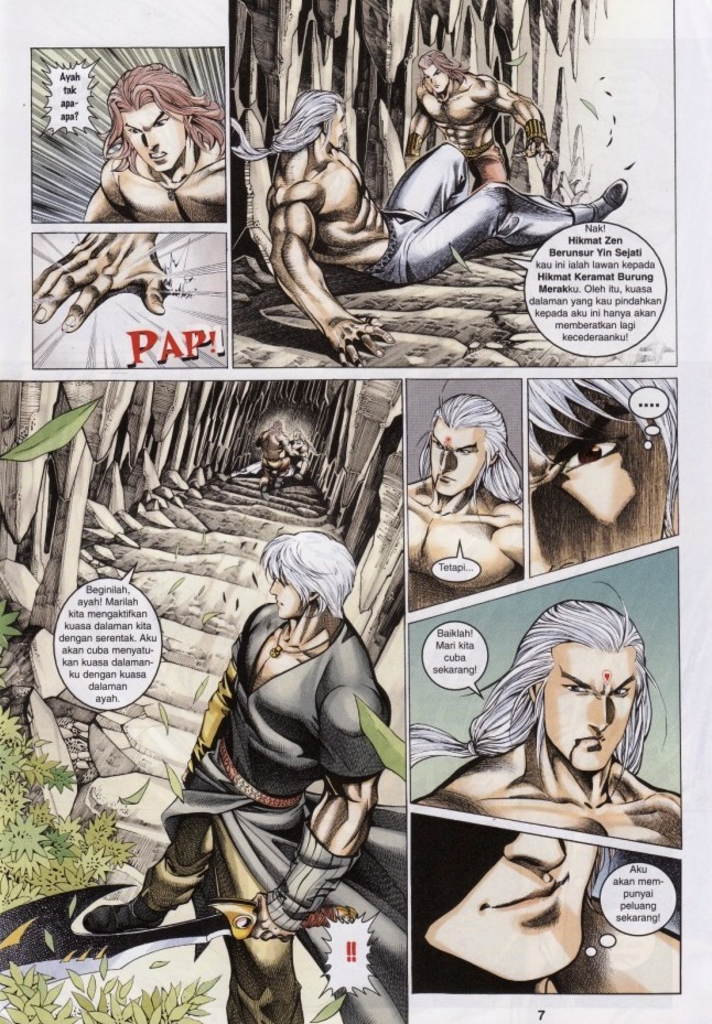 Ayah
tak
apa-
apa?
Nak!
Hikmat Zen
Berunsur Yin Sejati
kau ini ialah lawan kepada
Hikmat Keramat Burung
Merakku. Oleh itu, kuasa
dalaman yang kau pindahkan
kepada aku ini hanya akan
memberatkan lagi
kecederaanku!
PAP!
Beginilah,
ayah! Marilah
kita mengaktifkan
kuasa dalaman kita
dengan serentak. Aku
akan cuba menyatu-
kan kuasa dalaman-
ku dengan kuasa
dalaman
ayah.
!!
Tetapi...
....
Baiklah!
Mari kita
cuba
sekarang!
Aku
akan mem-
punyai
peluang
sekarang!
7